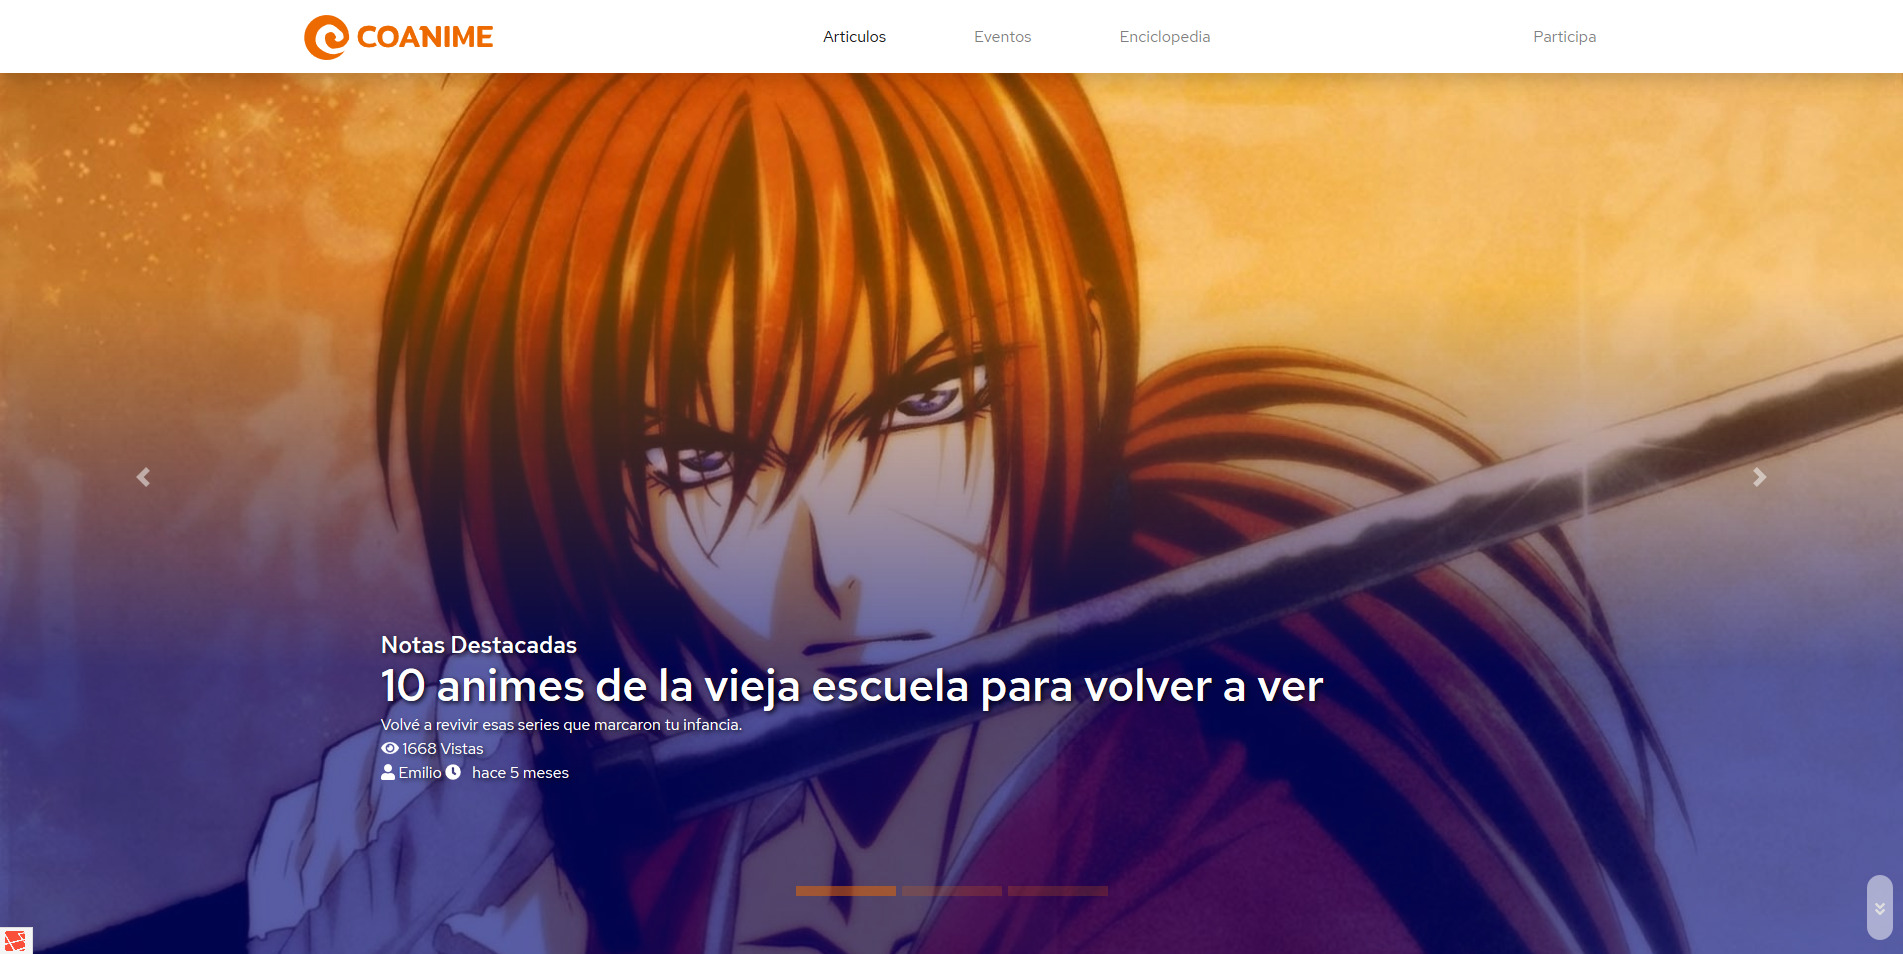 COANIME
Articulos
Eventos
Enciclopedia
Participa
Notas Destacadas
10 animes de la vieja escuela para volver a ver
Volvé a revivir esas series que marcaron tu infancia.
1668 Vistas
Emilio hace 5 meses